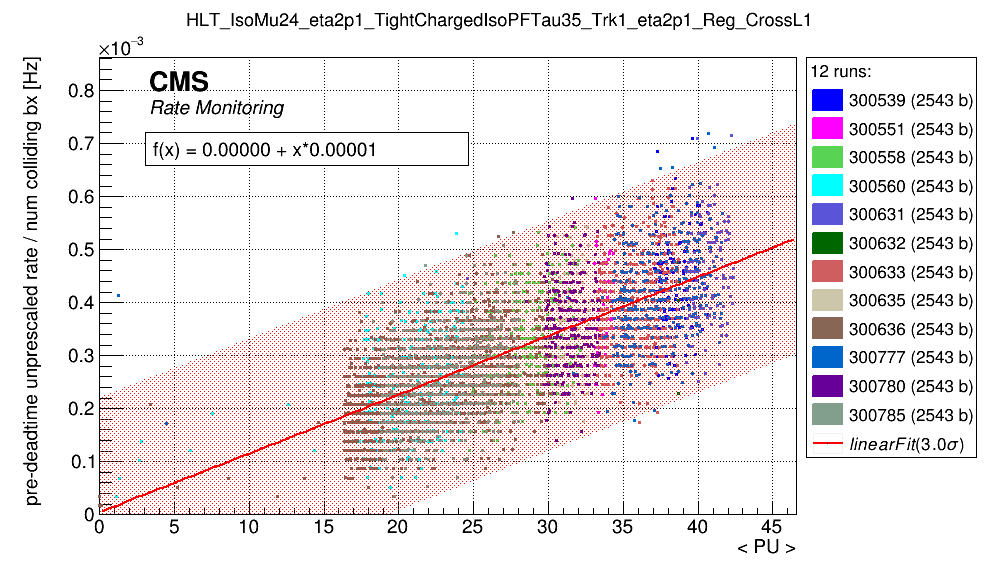 HLT_IsoMu24_eta2p1_TightChargedIsoPFTau35_Trk1_eta2p1_Reg_CrossL1
×10⁻³
pre-deadtime unprescaled rate / num colliding bx [Hz]
CMS
Rate Monitoring
f(x) = 0.00000 + x*0.00001
0.8
0.7
0.6
0.5
0.4
0.3
0.2
0.1
0
0 5 10 15 20 25 30 35 40 45
< PU >
12 runs:
300539 (2543 b)
300551 (2543 b)
300558 (2543 b)
300560 (2543 b)
300631 (2543 b)
300632 (2543 b)
300633 (2543 b)
300635 (2543 b)
300636 (2543 b)
300777 (2543 b)
300780 (2543 b)
300785 (2543 b)
linearFit(3.0σ)